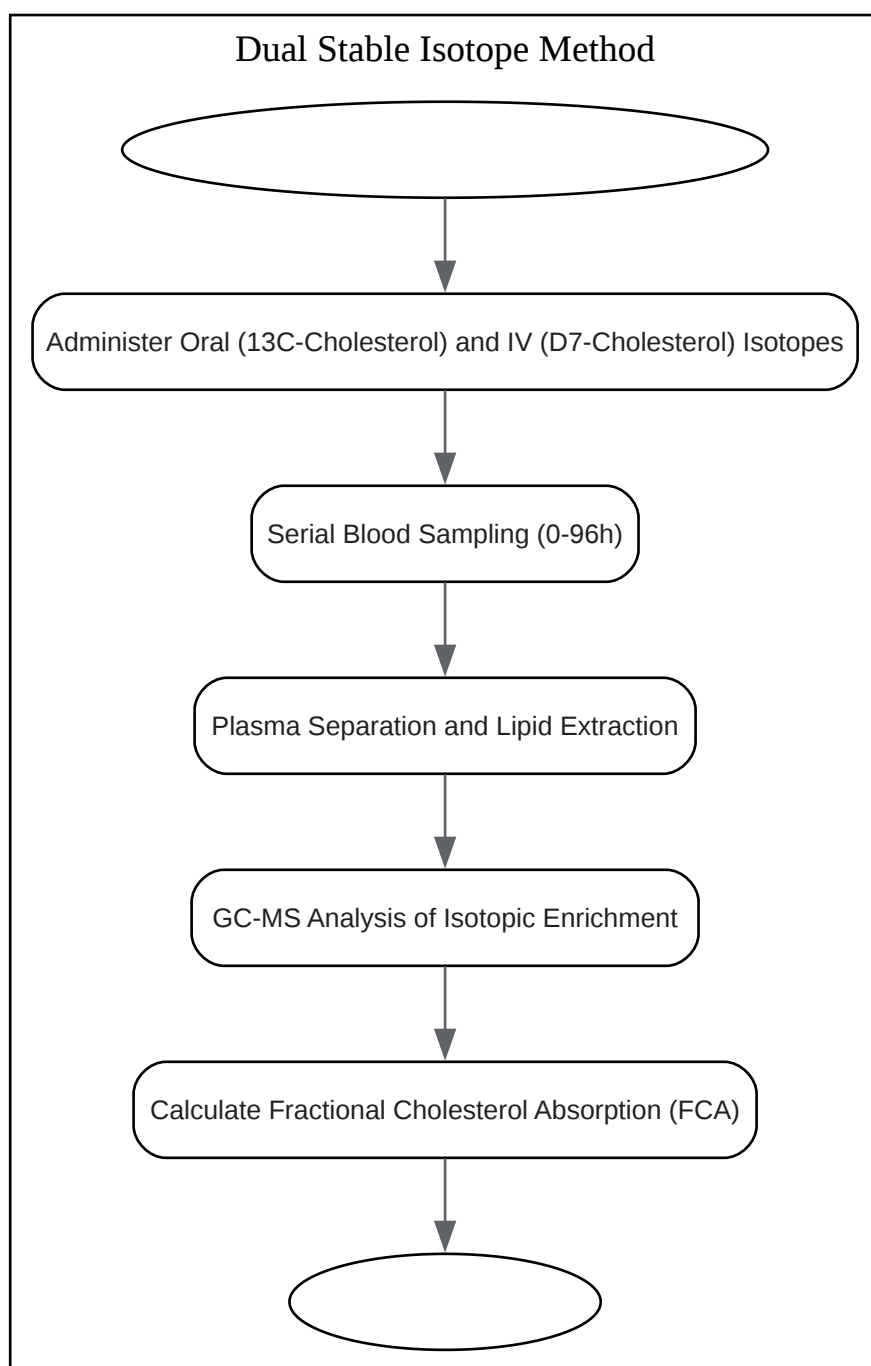 Dual Stable Isotope Method
Administer Oral (13C-Cholesterol) and IV (D7-Cholesterol) Isotopes
Serial Blood Sampling (0-96h)
Plasma Separation and Lipid Extraction
GC-MS Analysis of Isotopic Enrichment
Calculate Fractional Cholesterol Absorption (FCA)